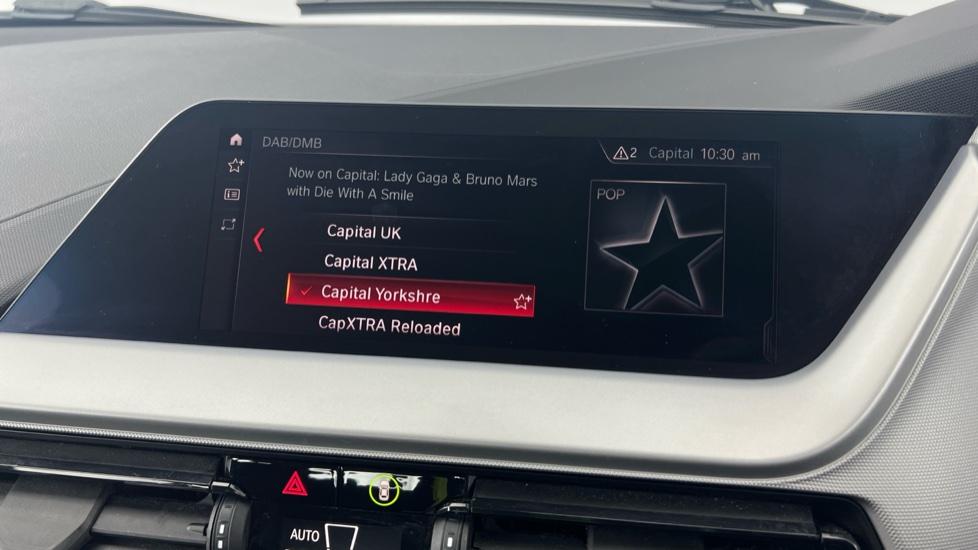 DAB/DMB
2 Capital 10:30 am
Now on Capital: Lady Gaga & Bruno Mars
with Die With A Smile
POP
Capital UK
Capital XTRA
Capital Yorkshre
CapXTRA Reloaded
AUTO